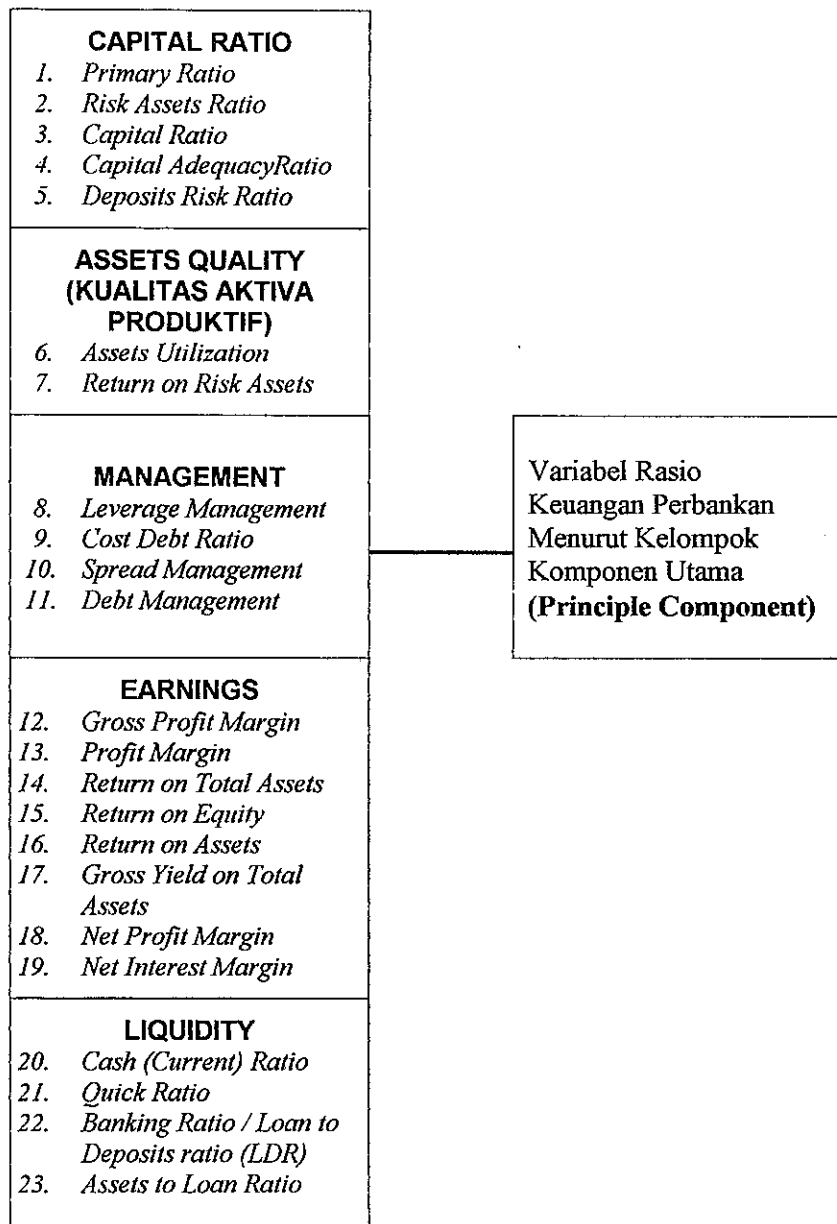 CAPITAL RATIO
1. Primary Ratio
2. Risk Assets Ratio
3. Capital Ratio
4. Capital AdequacyRatio
5. Deposits Risk Ratio
ASSETS QUALITY
(KUALITAS AKTIVA
PRODUKTIF)
6. Assets Utilization
7. Return on Risk Assets
MANAGEMENT
8. Leverage Management
9. Cost Debt Ratio
10. Spread Management
11. Debt Management
EARNINGS
12. Gross Profit Margin
13. Profit Margin
14. Return on Total Assets
15. Return on Equity
16. Return on Assets
17. Gross Yield on Total
Assets
18. Net Profit Margin
19. Net Interest Margin
LIQUIDITY
20. Cash (Current) Ratio
21. Quick Ratio
22. Banking Ratio / Loan to
Deposits ratio (LDR)
23. Assets to Loan Ratio
Variabel Rasio
Keuangan Perbankan
Menurut Kelompok
Komponen Utama
(Principle Component)